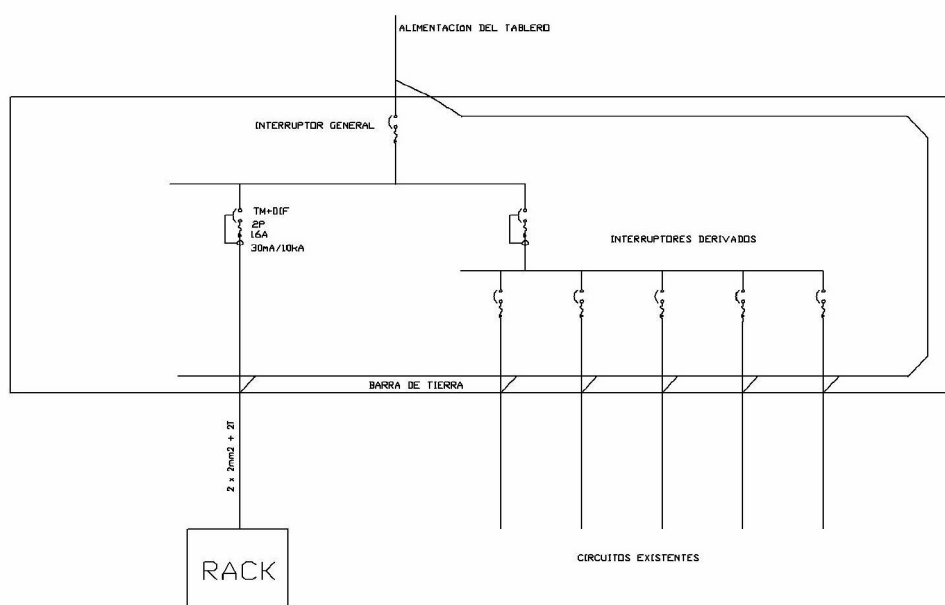 ALIMENTACION DEL TABLERO
INTERRUPTOR GENERAL
TM+DIF
2P
16A
30mA/10kA
INTERRUPTORES DERIVADOS
BARRA DE TIERRA
2 x 2mm2 + 2T
RACK
CIRCUITOS EXISTENTES